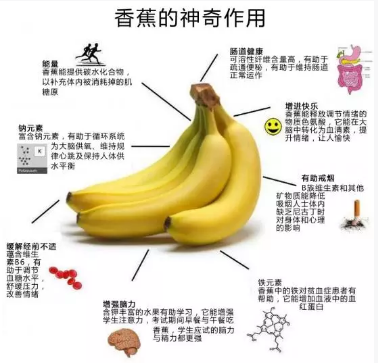 香蕉的神奇作用
能量
香蕉能提供碳水化合物，
以补充体内被消耗掉的肌
糖原
肠道健康
可溶性纤维含量高，有助于
疏通便秘，有助于维持肠道
正常运作
钠元素
富含钠元素，有助于循环系统
为大脑供氧、维持规
律心跳及保持人体供
水平衡
K
增进快乐
香蕉能释放调节情绪的
物质色氨酸，它能在大
脑中转化为血清素，提
升情绪，让人愉快
有助戒烟
B族维生素和其他
矿物质能降低
吸烟人士体内
缺乏尼古丁时
对身体和心理
的影响
缓解经前不适
蕴含维生
素B6，有
助于调节
血糖水平，
舒缓压力，
改善情绪
增强脑力
含钾丰富的水果有助学习，它能增强
学生注意力，考试期间早餐与午餐吃
香蕉，学生应试的脑力与
精力都更强
铁元素
香蕉中的铁对贫血症患者有
帮助，它能增加血液中的血
红蛋白